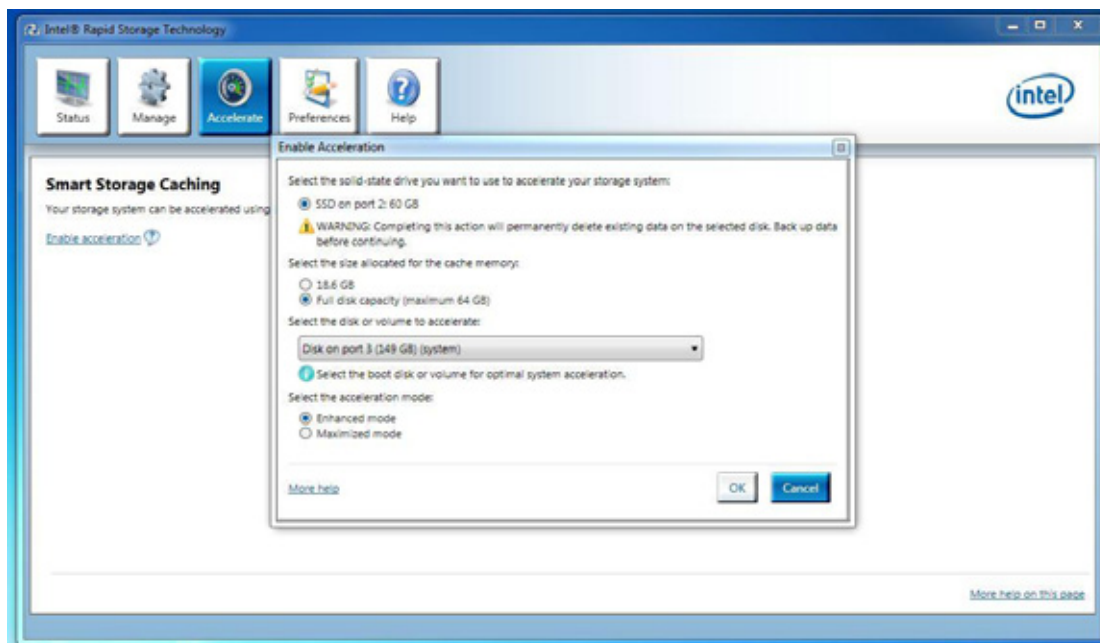 Intel® Rapid Storage Technology
Status
Manage
Accelerate
Preferences
Help
intel
Smart Storage Caching
Your storage system can be accelerated using
Enable acceleration
Enable Acceleration
Select the solid-state drive you want to use to accelerate your storage system:
SSD on port 2: 60 GB
WARNING: Completing this action will permanently delete existing data on the selected disk. Back up data
before continuing.
Select the size allocated for the cache memory:
18.6 GB
Full disk capacity (maximum 64 GB)
Select the disk or volume to accelerate:
Disk on port 3 (149 GB) (system)
Select the boot disk or volume for optimal system acceleration.
Select the acceleration mode:
Enhanced mode
Maximized mode
More help
OK
Cancel
More help on this page